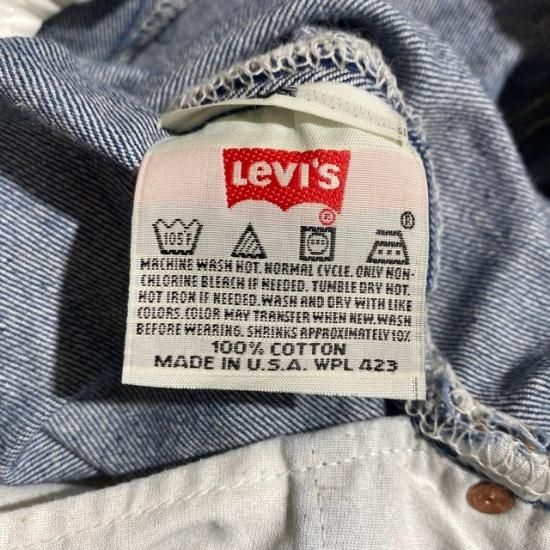 Levi's
®
105F
®
MACHINE WASH HOT. NORMAL CYCLE. ONLY NON-
CHLORINE BLEACH IF NEEDED. TUMBLE DRY HOT.
HOT IRON IF NEEDED. WASH AND DRY WITH LIKE
COLORS. COLOR MAY TRANSFER WHEN NEW. WASH
BEFORE WEARING. SHRINKS APPROXIMATELY 10%
100% COTTON
MADE IN U.S.A. WPL 423